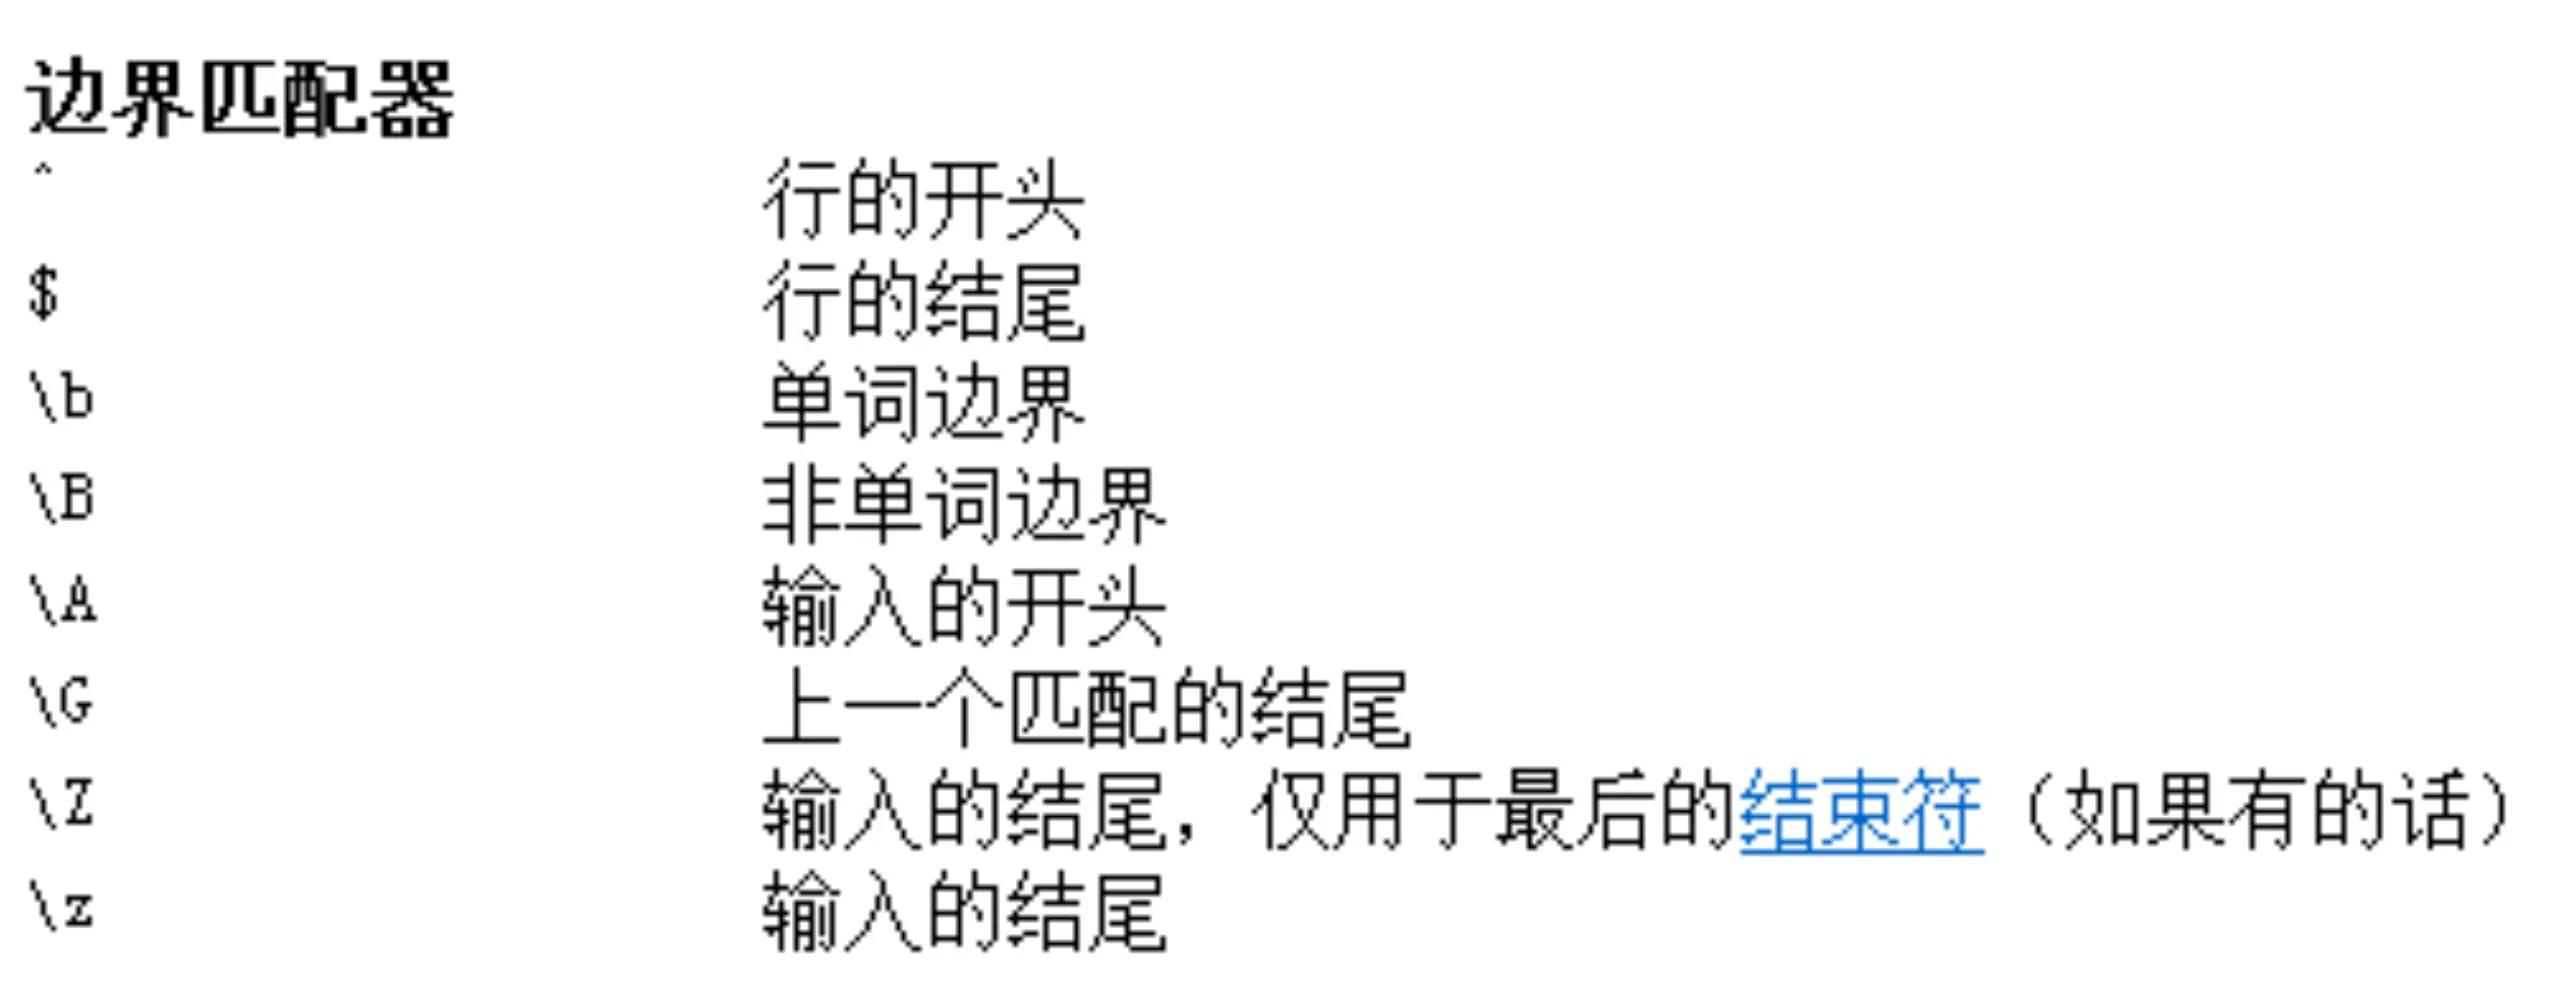 边界匹配器
^ 行的开头
$ 行的结尾
\b 单词边界
\B 非单词边界
\A 输入的开头
\G 上一个匹配的结尾
\Z 输入的结尾，仅用于最后的结束符（如果有的话）
\z 输入的结尾